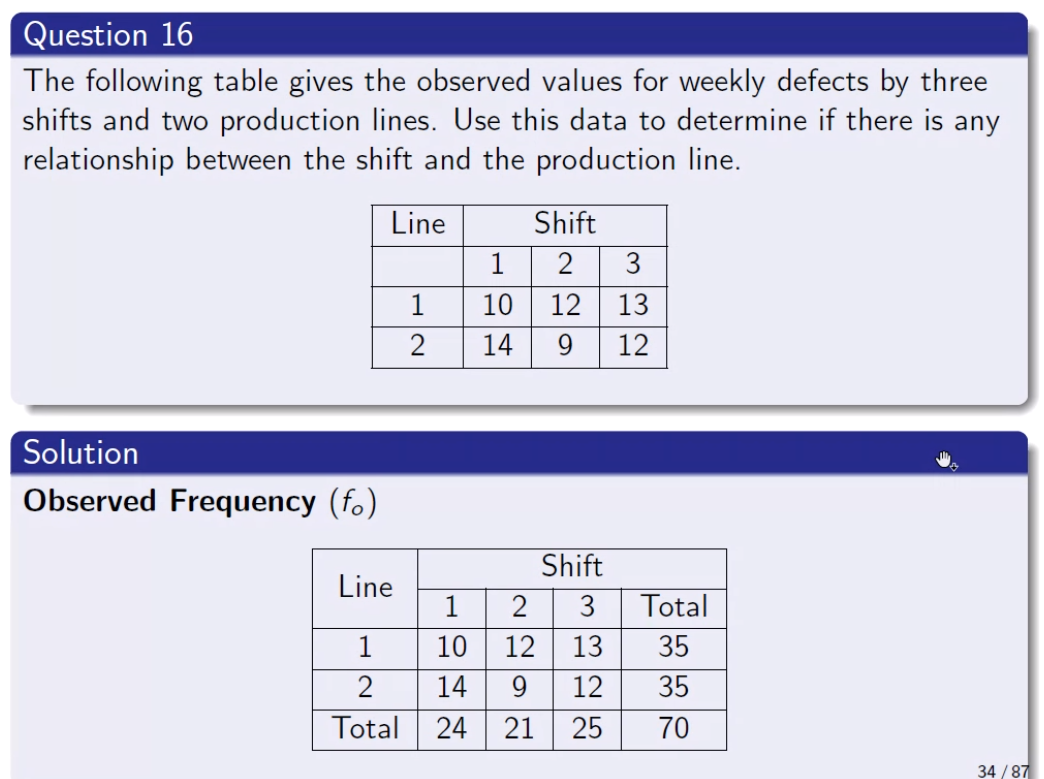 Question 16
The following table gives the observed values for weekly defects by three
shifts and two production lines. Use this data to determine if there is any
relationship between the shift and the production line.
Line Shift
1 2 3
1 10 12 13
2 14 9 12
Solution
Observed Frequency (fₒ)
Line Shift
1 2 3 Total
1 10 12 13 35
2 14 9 12 35
Total 24 21 25 70
34 / 87